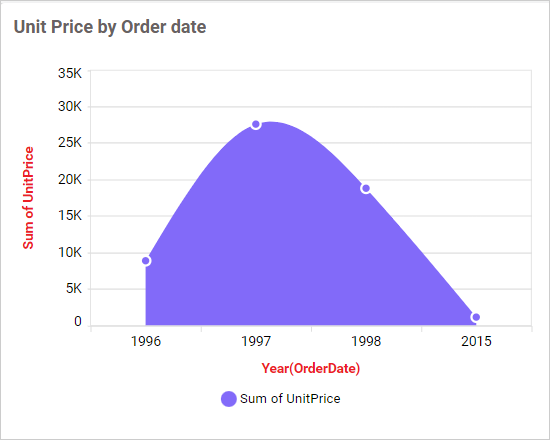 Unit Price by Order date
35K
30K
25K
20K
15K
10K
5K
0
Sum of UnitPrice
1996 1997 1998 2015
Year(OrderDate)
Sum of UnitPrice